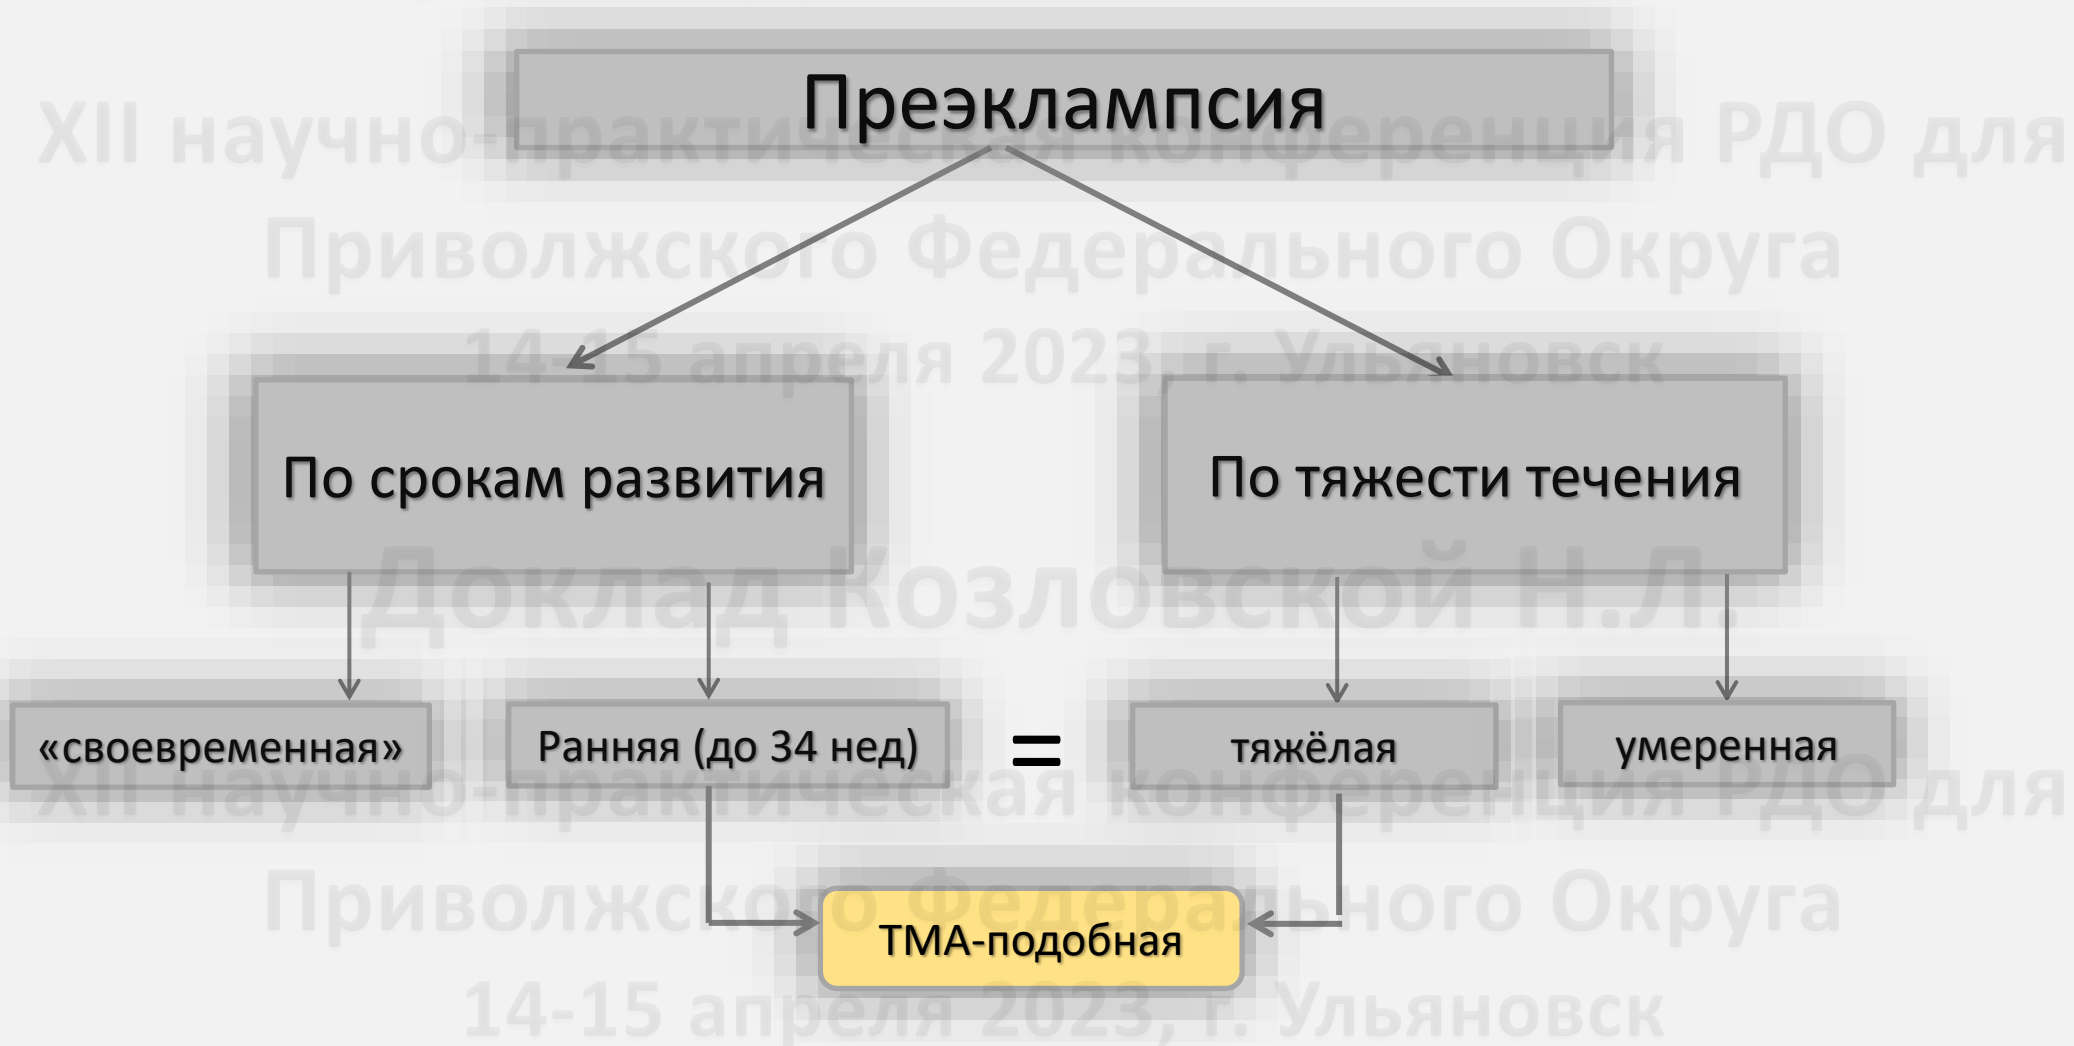 Преэклампсия
XII научно-практическая конференция РДО для
Приволжского Федерального Округа
14-15 апреля 2023, г. Ульяновск
По срокам развития
По тяжести течения
Доклад Козловской Н.Л.
«своевременная»
Ранняя (до 34 нед)
=
тяжёлая
умеренная
XII научно-практическая конференция РДО для
Приволжского Федерального Округа
ТМА-подобная
14-15 апреля 2023, г. Ульяновск